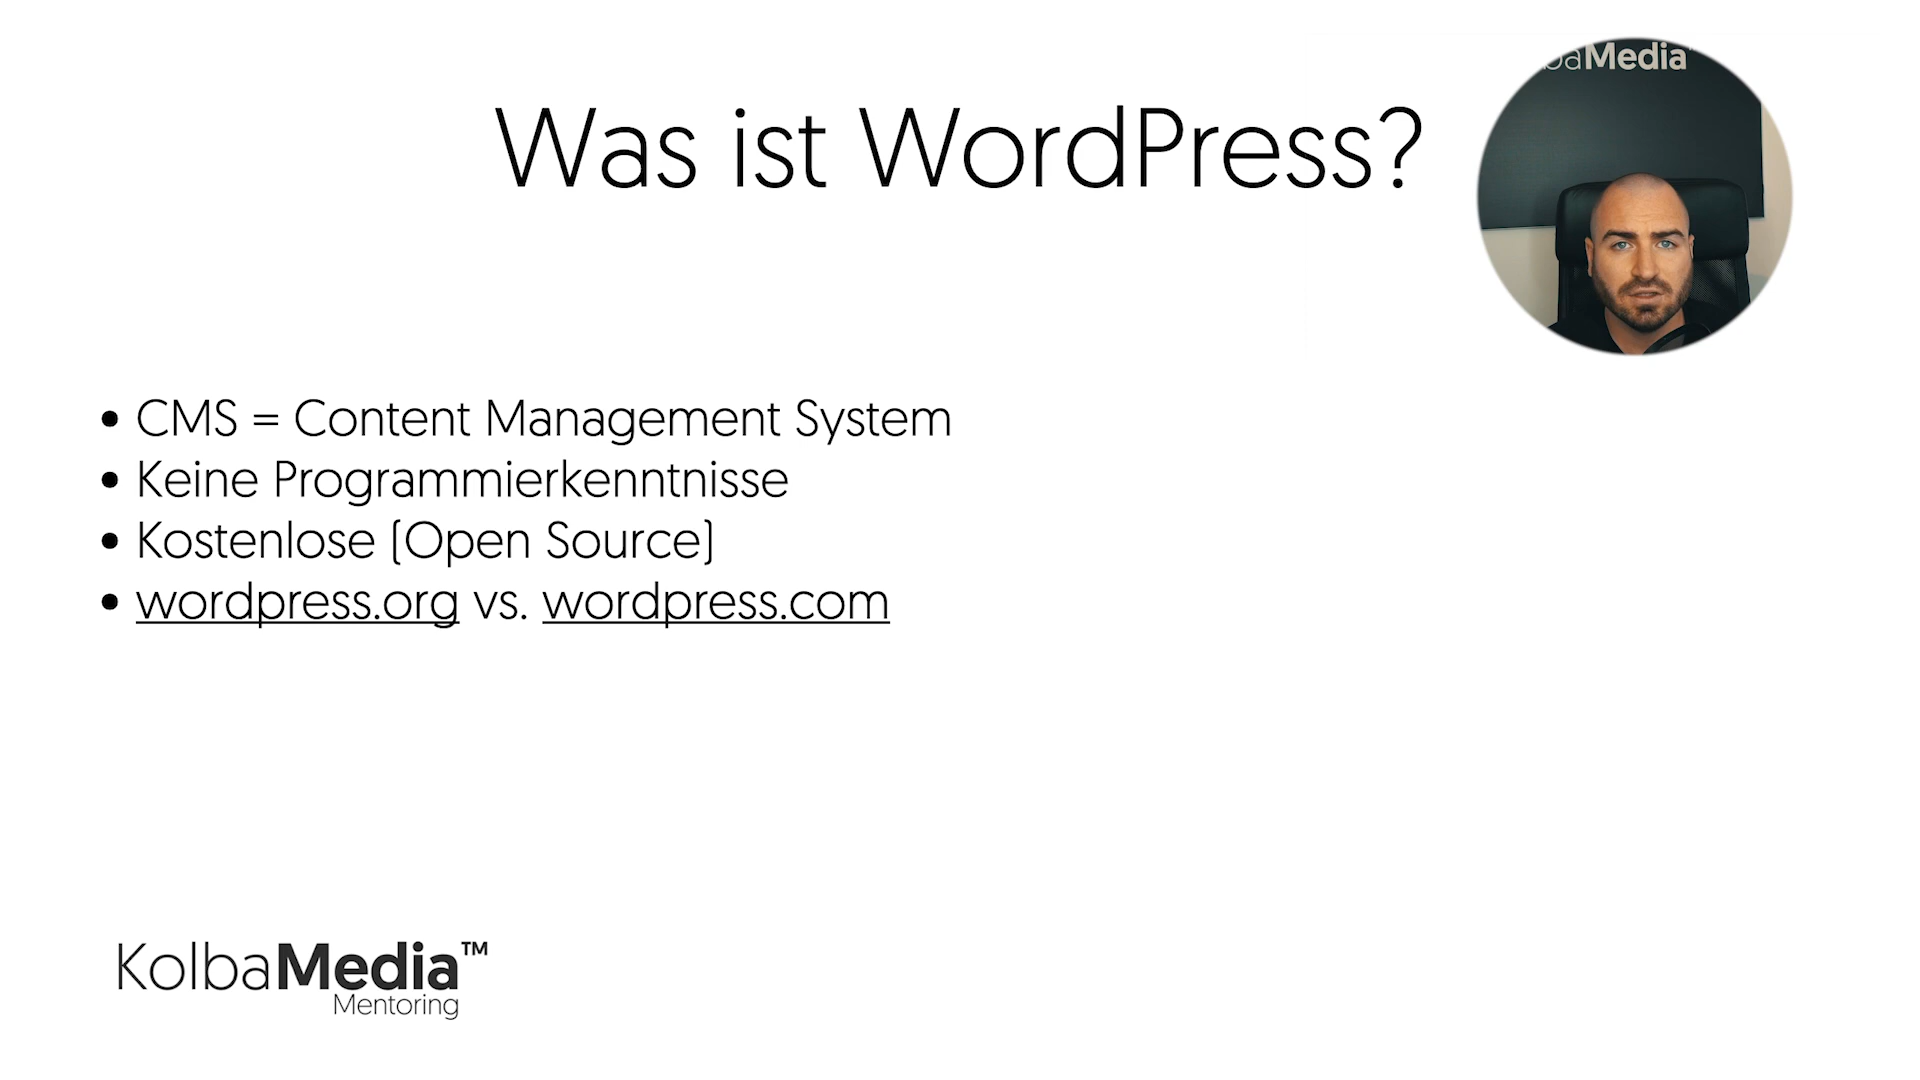 Was ist WordPress?
baMedia
• CMS = Content Management System
• Keine Programmierkenntnisse
• Kostenlose (Open Source)
• wordpress.org vs. wordpress.com
KolbaMedia™
Mentoring